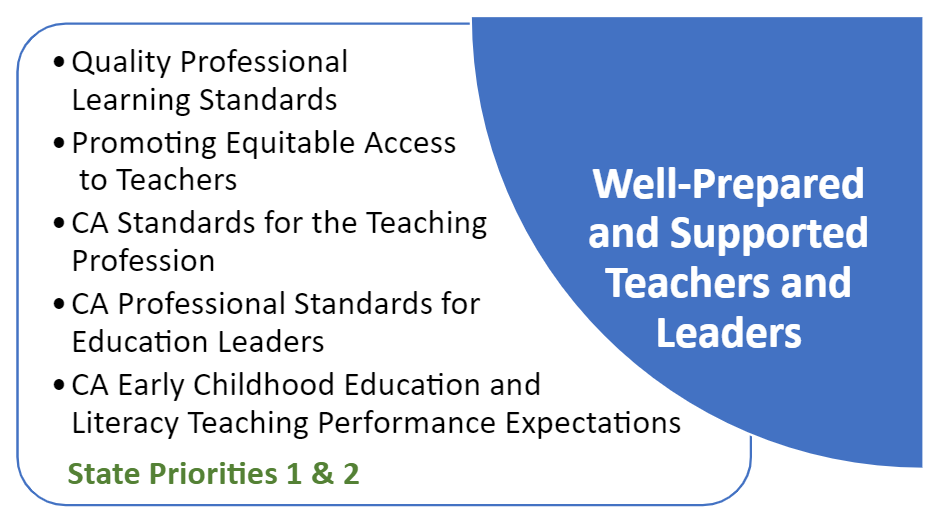 • Quality Professional
Learning Standards
• Promoting Equitable Access
to Teachers
• CA Standards for the Teaching
Profession
• CA Professional Standards for
Education Leaders
• CA Early Childhood Education and
Literacy Teaching Performance Expectations
State Priorities 1 & 2
Well-Prepared
and Supported
Teachers and
Leaders